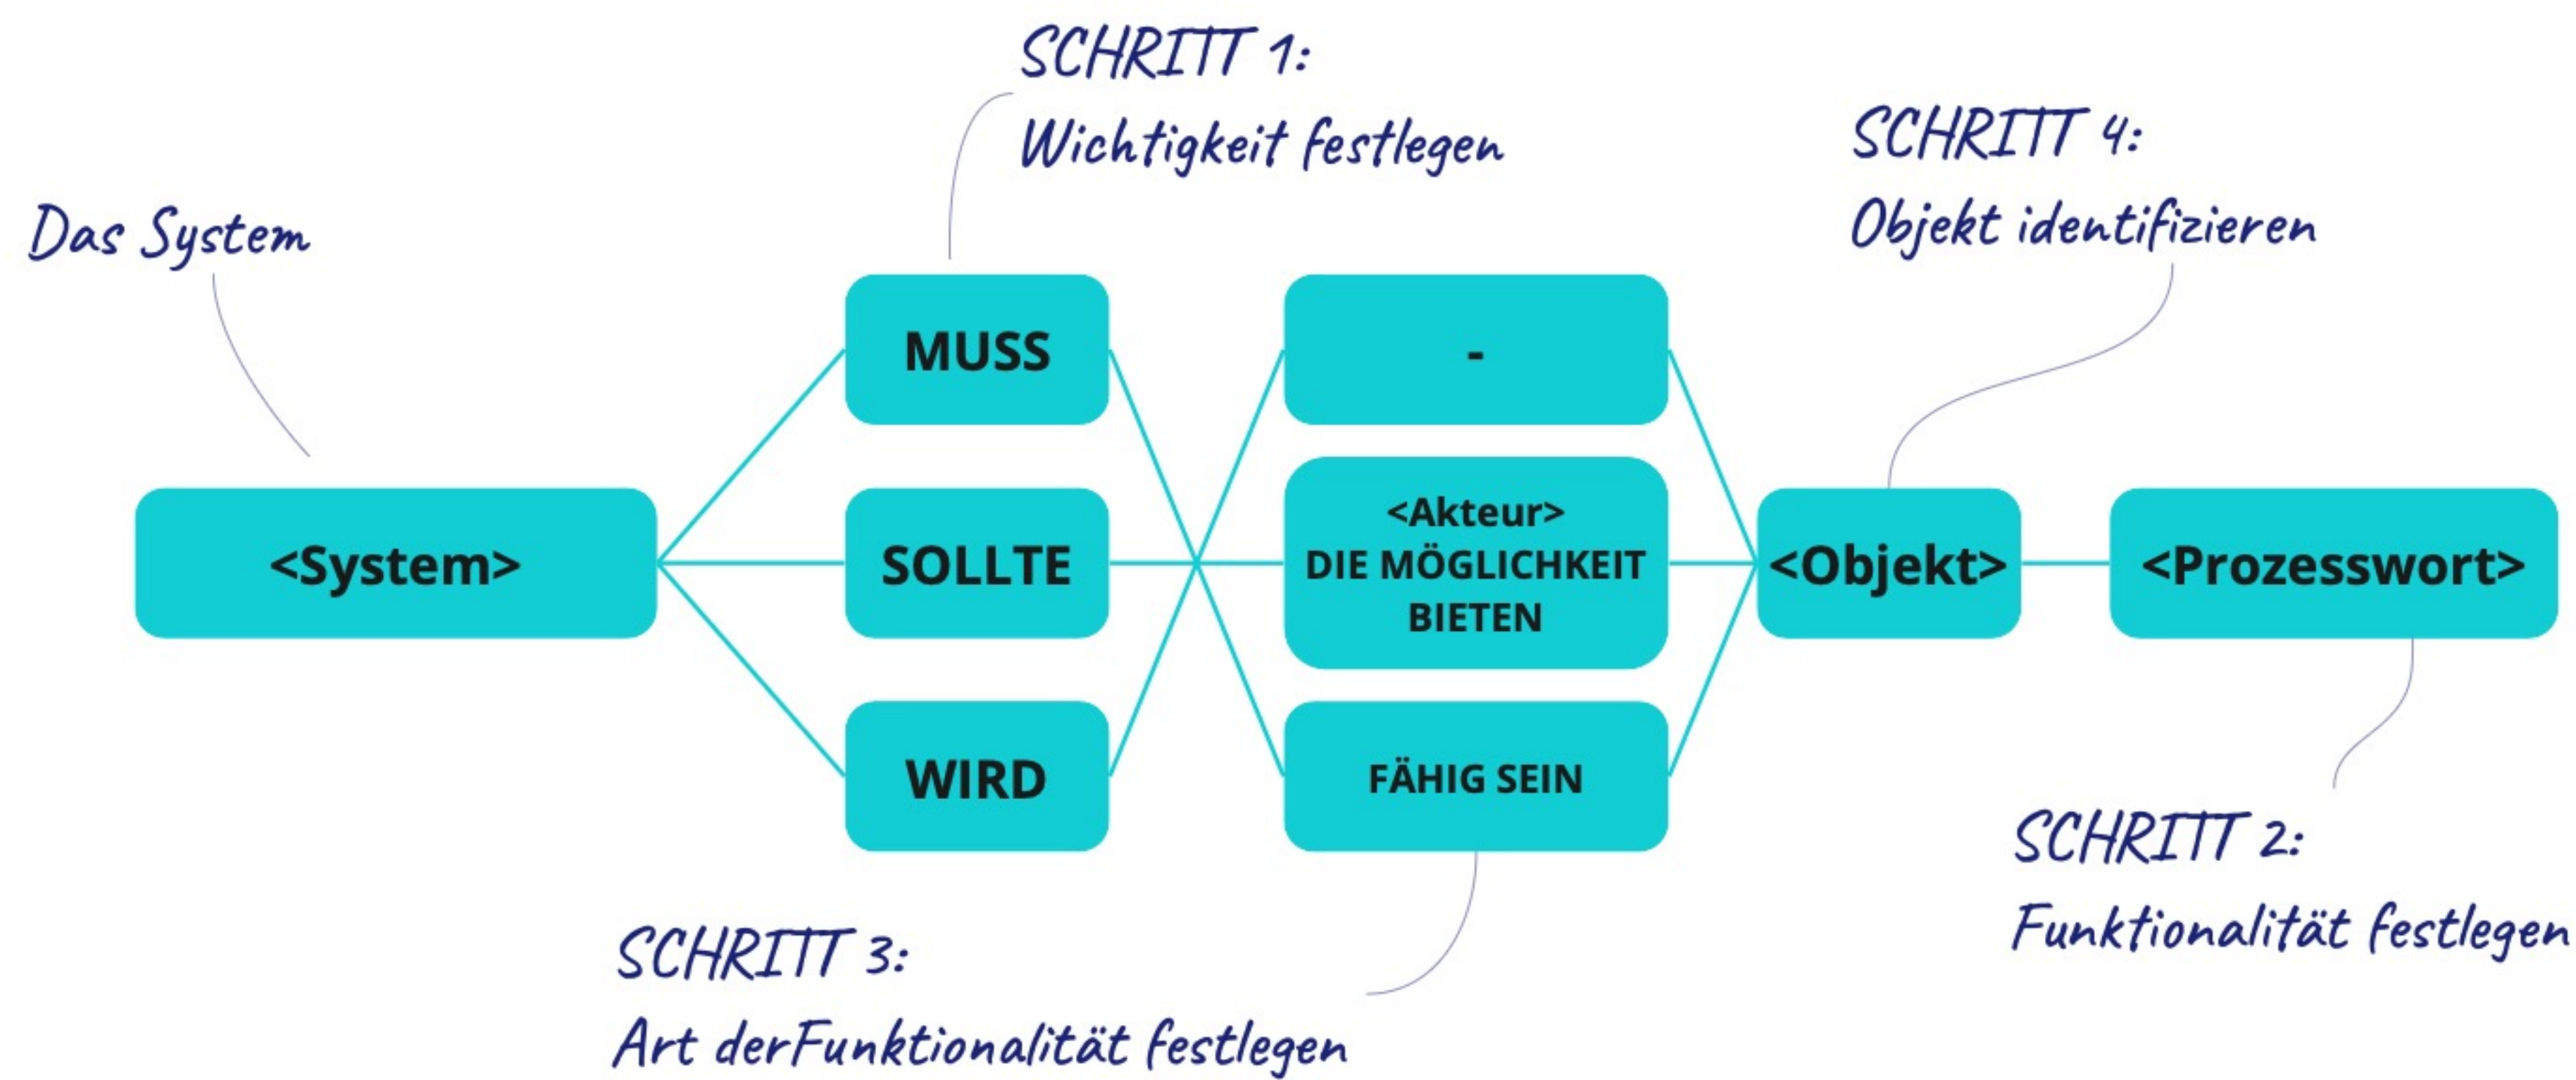 SCHRITT 1:
Wichtigkeit festlegen
SCHRITT 4:
Objekt identifizieren
Das System
<System>
MUSS
SOLLTE
WIRD
-
<Akteur>
DIE MÖGLICHKEIT
BIETEN
FÄHIG SEIN
<Objekt>
<Prozesswort>
SCHRITT 2:
Funktionalität festlegen
SCHRITT 3:
Art derFunktionalität festlegen